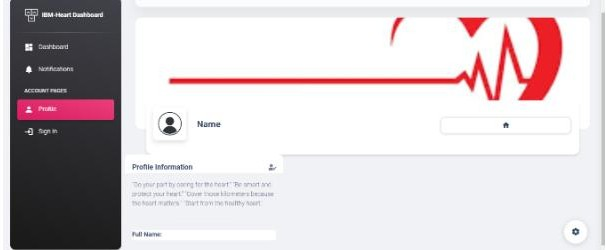 IBM-Heart Dashboard
Dashboard
Notifications
ACCOUNT PAGES
Profile
Sign In
Name
Profile Information
"Do your part by caring for the heart." "Be smart and
protect your heart." "Cover those kilometers because
the heart matters." "Start from the healthy heart.
Full Name: